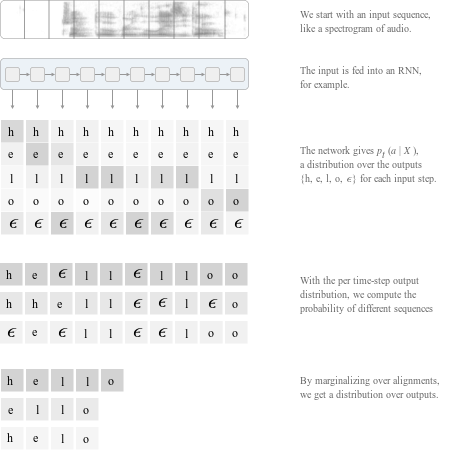 We start with an input sequence,
like a spectrogram of audio.
The input is fed into an RNN,
for example.
h h h h h h h h h h
e e e e e e e e e e
l l l l l l l l l l
o o o o o o o o o o
ϵ ϵ ϵ ϵ ϵ ϵ ϵ ϵ ϵ ϵ
The network gives pₜ (a | X ),
a distribution over the outputs
{h, e, l, o, ϵ} for each input step.
h e ϵ l l ϵ l l o o
h h e l l ϵ ϵ l ϵ o
ϵ e ϵ l l ϵ ϵ l o o
With the per time-step output
distribution, we compute the
probability of different sequences
h e l l o
e l l o
h e l o
By marginalizing over alignments,
we get a distribution over outputs.